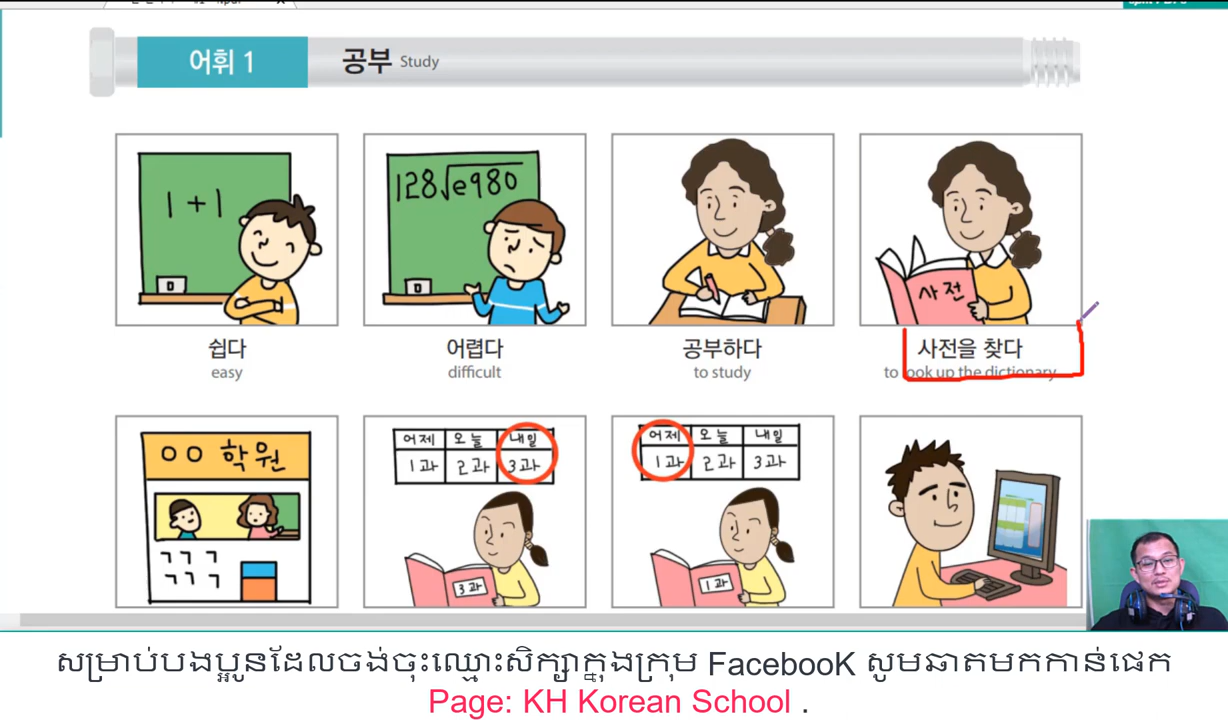 어휘 1 공부 Study
1+1
128√e980
사전
쉽다 어렵다 공부하다 사전을 찾다
easy difficult to study to look up the dictionary
OO 학원
어제 오늘 내일
1과 2과 3과
3과
어제 오늘 내일
1과 2과 3과
1과
ㄱㄱㄱ
ㄱㄱㄱ
សម្រាប់បងប្អូនដែលចង់ចុះឈ្មោះសិក្សាក្នុងក្រុម FacebooK សូមឆាតមកកាន់ផេក
Page: KH Korean School .